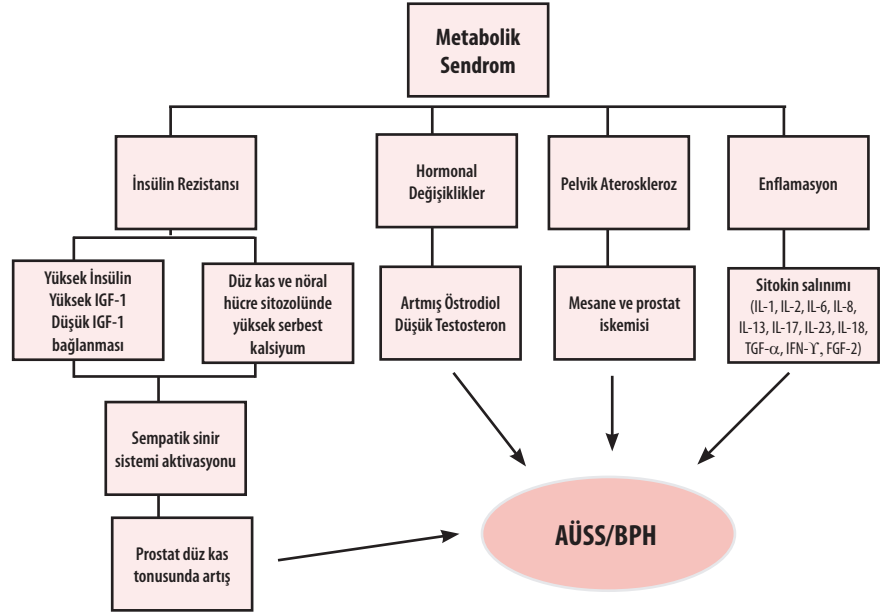 Metabolik
Sendrom
İnsülin Rezistansı
Hormonal
Değişiklikler
Pelvik Ateroskleroz
Enflamasyon
Yüksek İnsülin
Yüksek IGF-1
Düşük IGF-1
bağlanması
Düz kas ve nöral
hücre sitozolünde
yüksek serbest
kalsiyum
Artmış Östrodiol
Düşük Testosteron
Mesane ve prostat
iskemisi
Sitokin salınımı
(IL-1, IL-2, IL-6, IL-8,
IL-13, IL-17, IL-23, IL-18,
TGF-α, IFN-ϒ, FGF-2)
Sempatik sinir
sistemi aktivasyonu
Prostat düz kas
tonusunda artış
AÜSS/BPH